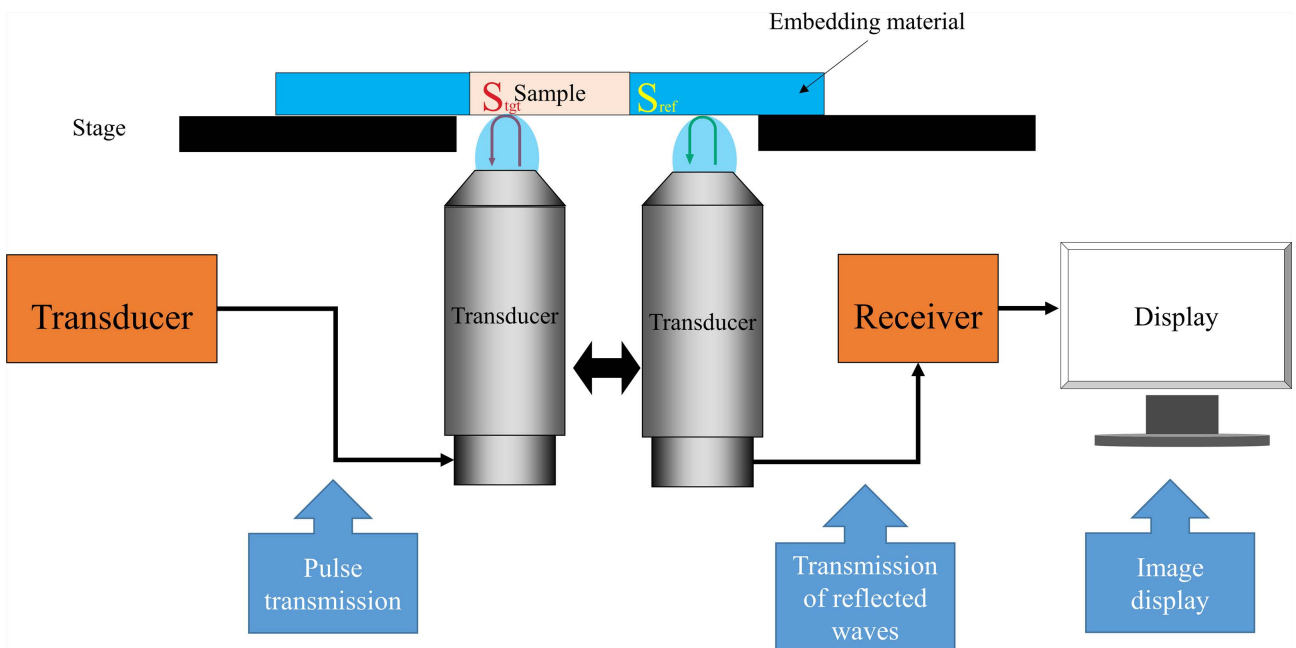 Embedding material
Stgt
Sample
Sref
Stage
Transducer
Transducer
Transducer
Receiver
Display
Pulse
transmission
Transmission
of reflected
waves
Image
display